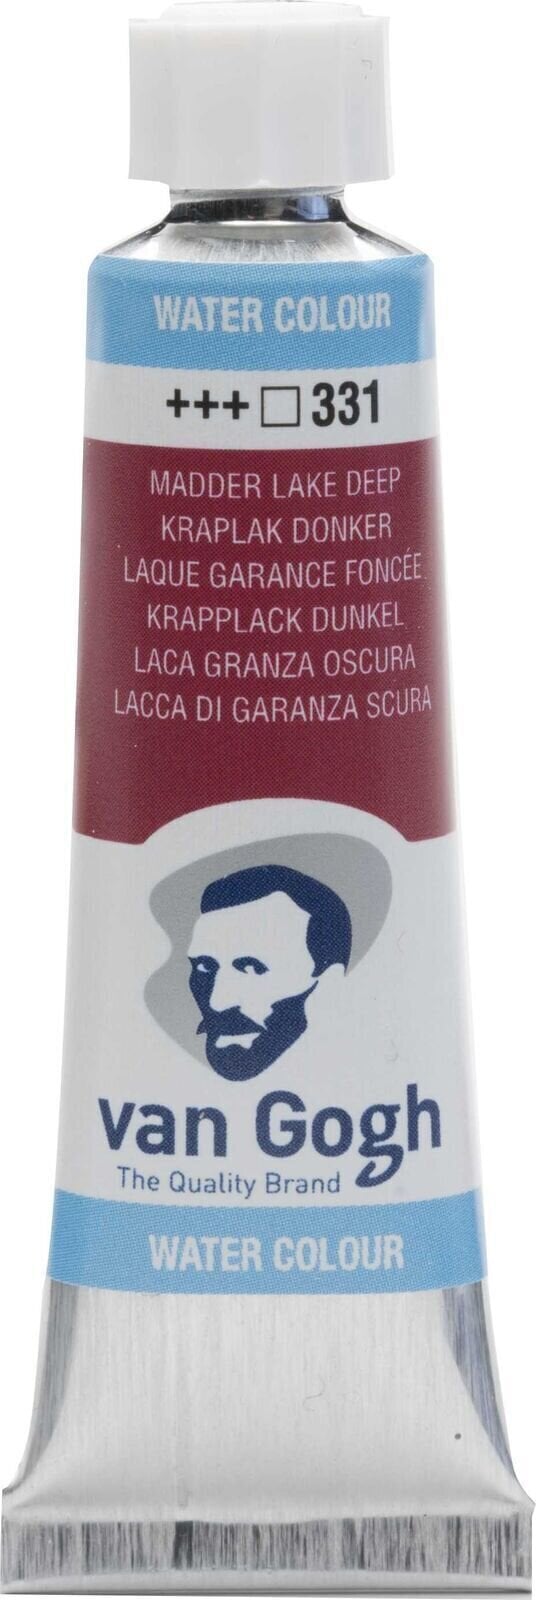 WATER COLOUR
+++ □ 331
MADDER LAKE DEEP
KRAPLAK DONKER
LAQUE GARANCE FONCÉE
KRAPPLACK DUNKEL
LACA GRANZA OSCURA
LACCA DI GARANZA SCURA
van Gogh
The Quality Brand
WATER COLOUR